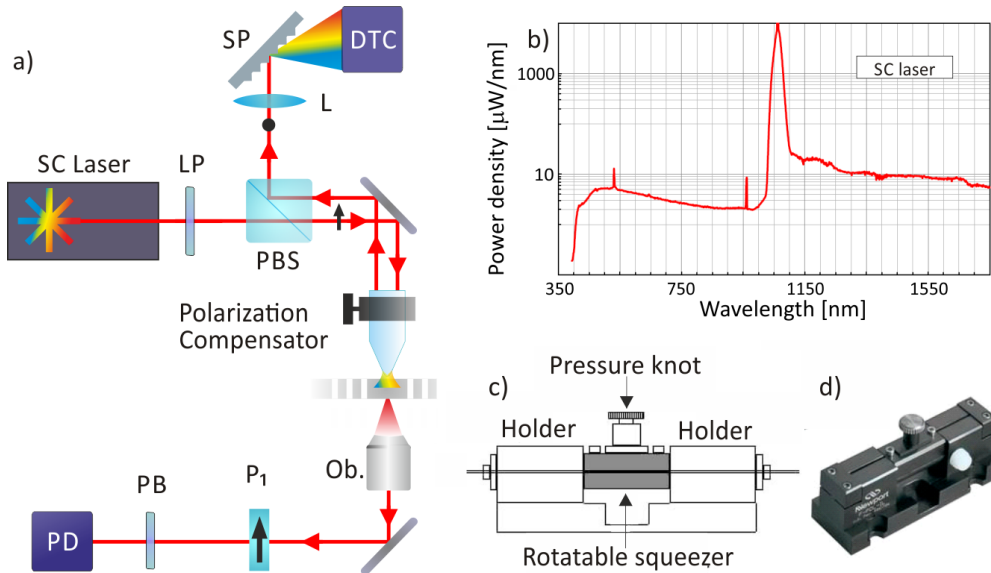 a)
SP
DTC
L
SC Laser
LP
PBS
Polarization
Compensator
Ob.
P₁
PB
PD
b)
SC laser
Power density [μW/nm]
1000
10
350
750
1150
1550
Wavelength [nm]
c)
Pressure knot
Holder
Holder
Rotatable squeezer
d)
Newport